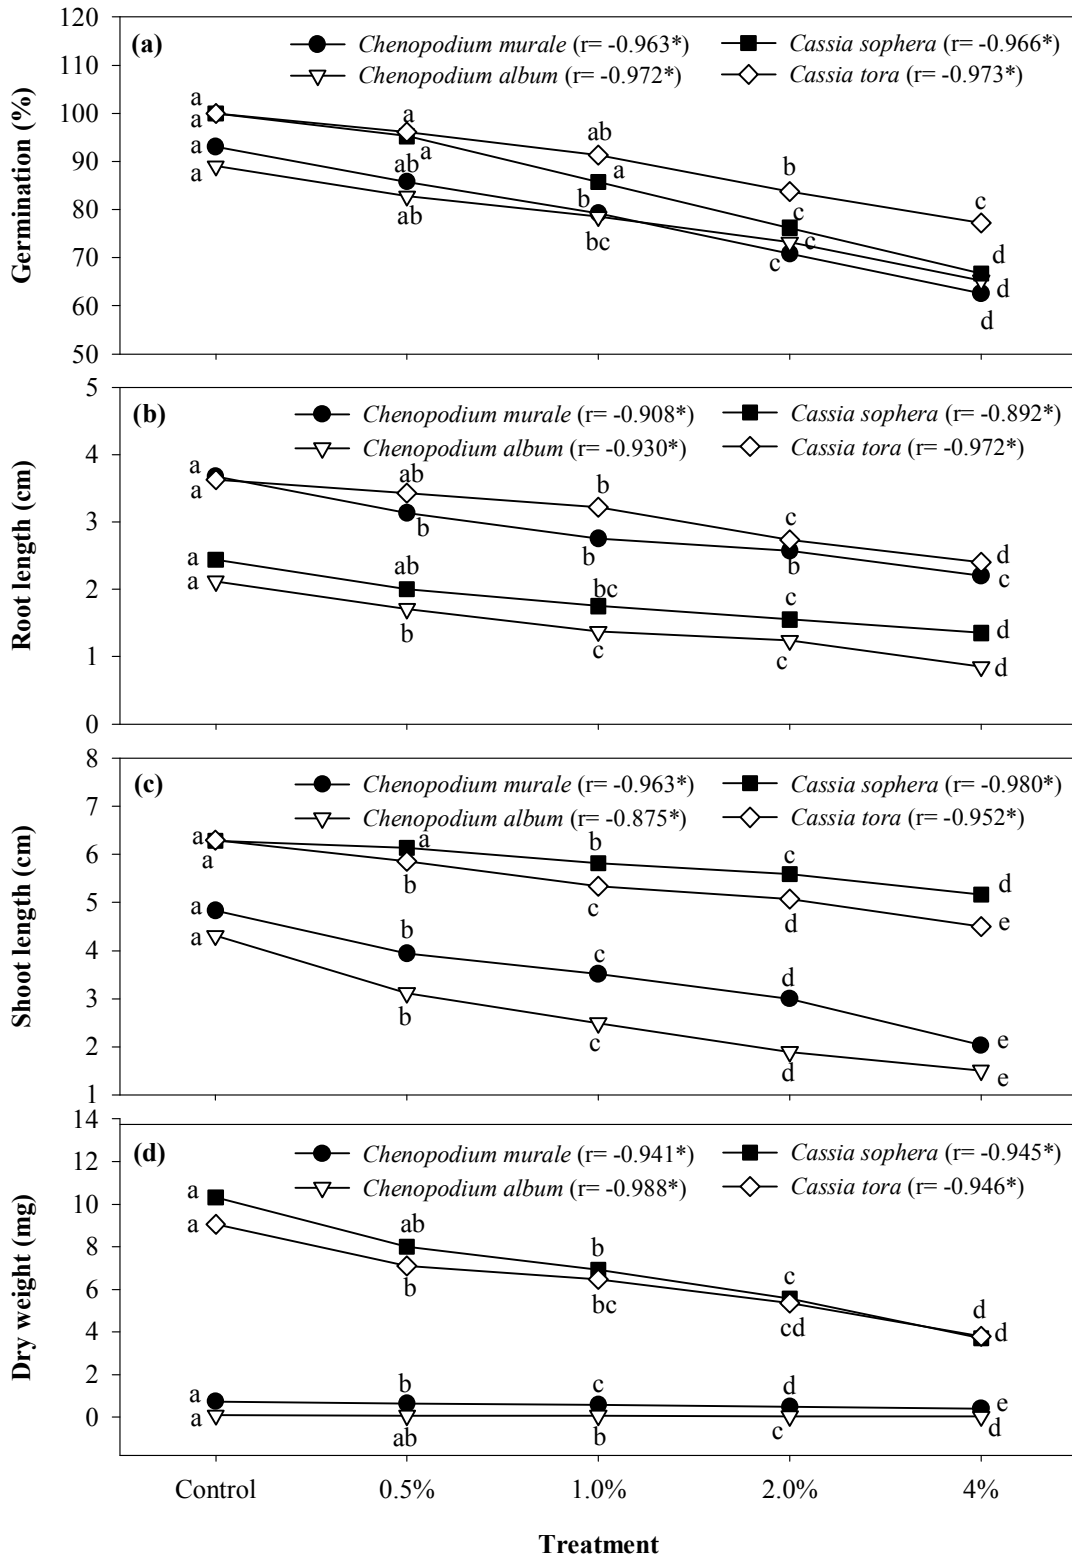 120
(a) Chenopodium murale (r= -0.963*) Cassia sophera (r= -0.966*)
110 Chenopodium album (r= -0.972*) Cassia tora (r= -0.973*)
a
100 a a ab
a a b
90 a ab a
a b c c
80 ab bc c d
70 c d
60 d
50
Germination (%)
5
(b) Chenopodium murale (r= -0.908*) Cassia sophera (r= -0.892*)
Chenopodium album (r= -0.930*) Cassia tora (r= -0.972*)
4 a ab b
a b c
3 b b d
a ab bc c c
2 a b c c d
1 d
0
Root length (cm)
8
(c) Chenopodium murale (r= -0.963*) Cassia sophera (r= -0.980*)
7 Chenopodium album (r= -0.875*) Cassia tora (r= -0.952*)
a a b c
6 a b d
5 a c d e
4 a b c d
3 b c e
2 d e
1
Shoot length (cm)
14
(d) Chenopodium murale (r= -0.941*) Cassia sophera (r= -0.945*)
12 Chenopodium album (r= -0.988*) Cassia tora (r= -0.946*)
10 a
a ab b
8 b c
6 bc cd d
4 d
2 a b c d e
0 a ab b c d
Dry weight (mg)
Control 0.5% 1.0% 2.0% 4%
Treatment